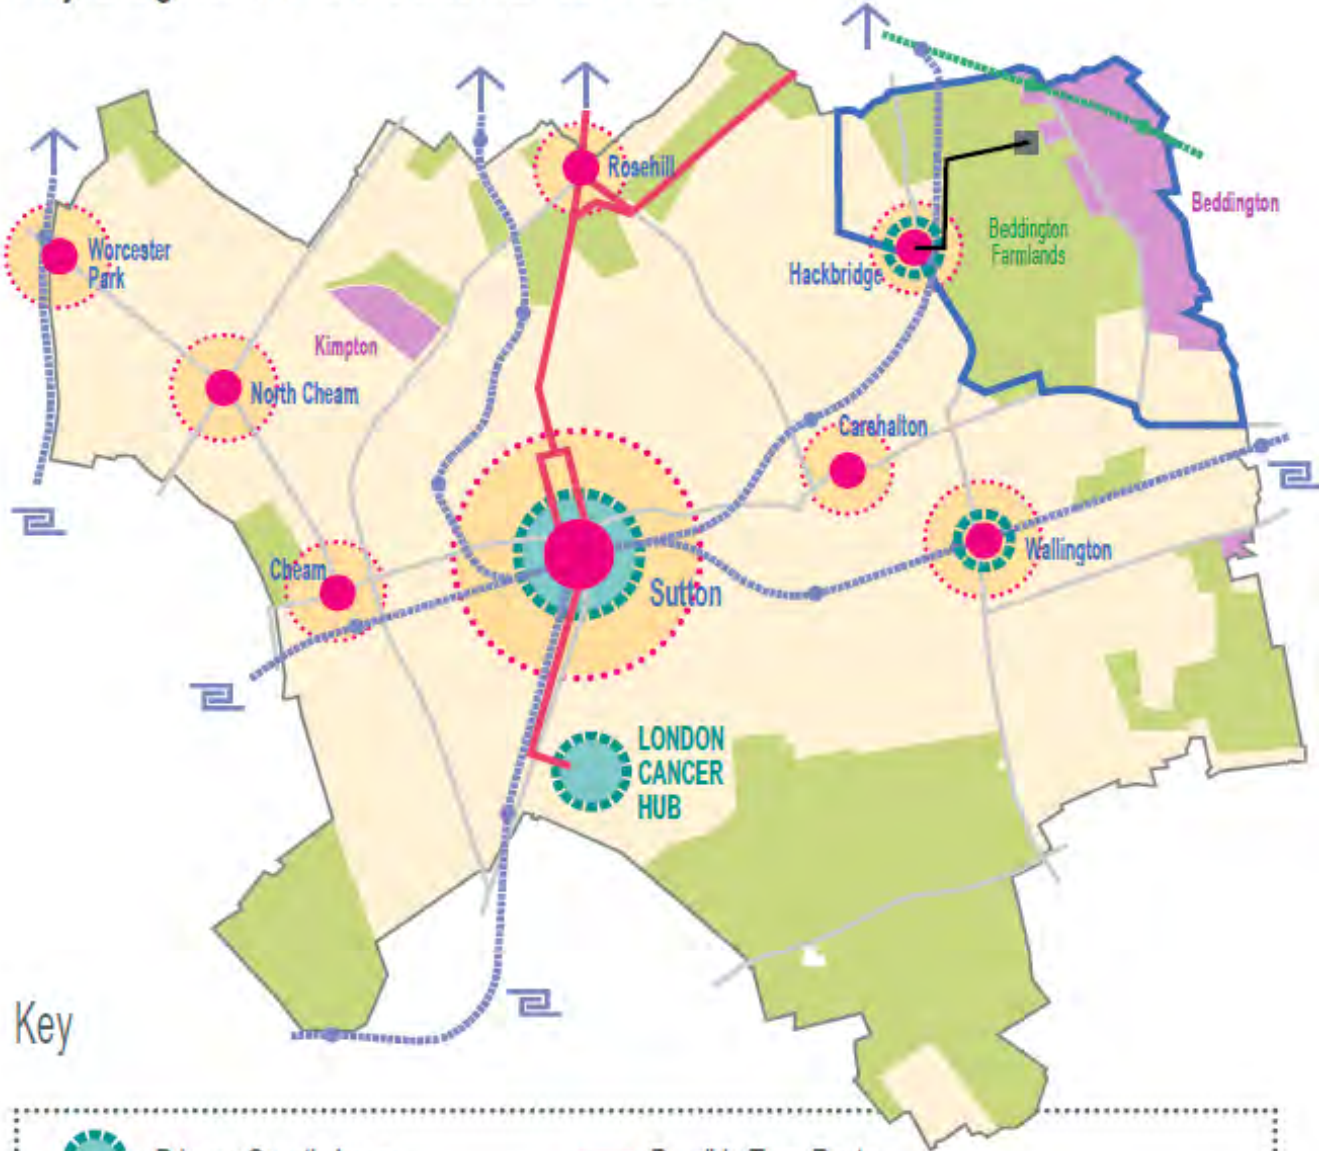 Rosehill
Worcester
Park
Beddington
Beddington
Farmlands
Hackbridge
Kimpton
North Cheam
Carshalton
Cheam
Wallington
Sutton
LONDON
CANCER
HUB
Key